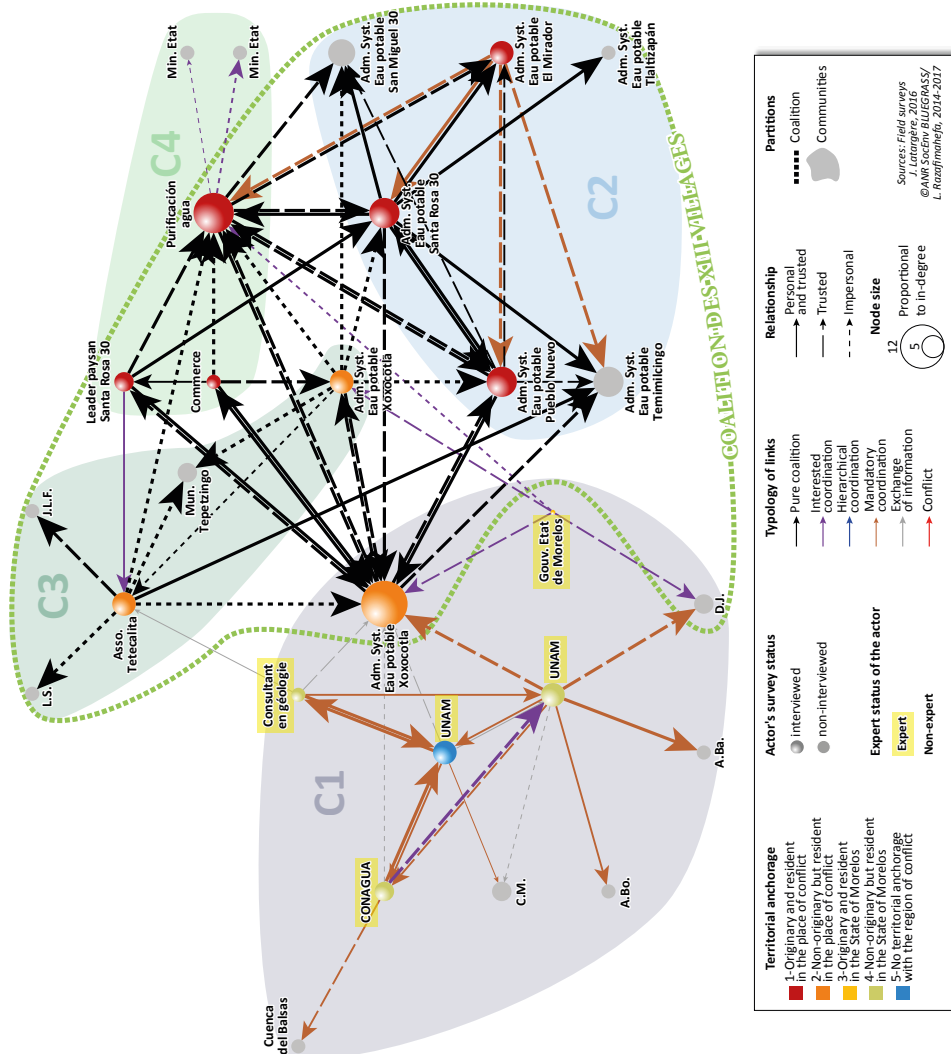 Min. Etat
Min. Etat
C4
Purificación
agua
Adm. Syst.
Eau potable
San Miguel 30
Adm. Syst.
Eau potable
El Mirador
Adm. Syst.
Eau potable
Tlaltizapán
Adm. Syst.
Eau potable
Santa Rosa 30
C2
Leader paysan
Santa Rosa 30
Commerce
Adm. Syst.
Eau potable
Xoxocotla
Adm. Syst.
Eau potable
Pueblo Nuevo
Adm. Syst.
Eau potable
Temimilcingo
COALITION DES XIII VILLAGES
J.L.F.
Mun.
Tepetzingo
C3
L.S.
Asso.
Tetecalita
Adm. Syst.
Eau potable
Xoxocotla
Gouv. Etat
de Morelos
D.J.
Consultant
en géologie
UNAM
UNAM
C1
A.Ba.
CONAGUA
C.M.
A.Bo.
Cuenca
del Balsas
Territorial anchorage
1-Originary and resident
in the place of conflict
2-Non-originary but resident
in the place of conflict
3-Originary and resident
in the State of Morelos
4-Non-originary but resident
in the State of Morelos
5-No territorial anchorage
with the region of conflict
Actor's survey status
interviewed
non-interviewed
Expert status of the actor
Expert
Non-expert
Typology of links
Pure coalition
Interested
coordination
Hierarchical
coordination
Mandatory
coordination
Exchange
of information
Conflict
Relationship
Personal
and trusted
Trusted
Impersonal
Node size
12
5
Proportional
to in-degree
Partitions
Coalition
Communities
Sources: Field surveys
J. Latargère, 2016
©ANR SocEnv BLUEGRASS/
L. Razafimahefa, 2014-2017